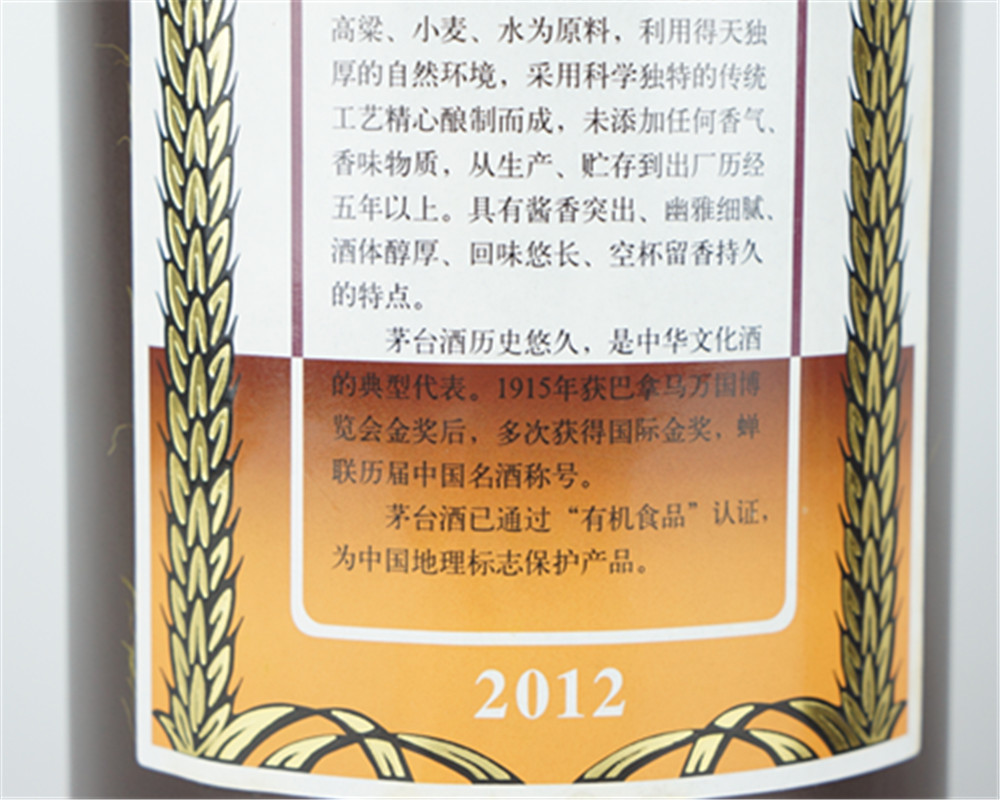 高粱、小麦、水为原料，利用得天独
厚的自然环境，采用科学独特的传统
工艺精心酿制而成，未添加任何香气、
香味物质，从生产、贮存到出厂历经
五年以上。具有酱香突出、幽雅细腻、
酒体醇厚、回味悠长、空杯留香持久
的特点。
茅台酒历史悠久，是中华文化酒
的典型代表。1915年获巴拿马万国博
览会金奖后，多次获得国际金奖，蝉
联历届中国名酒称号。
茅台酒已通过“有机食品”认证，
为中国地理标志保护产品。
2012